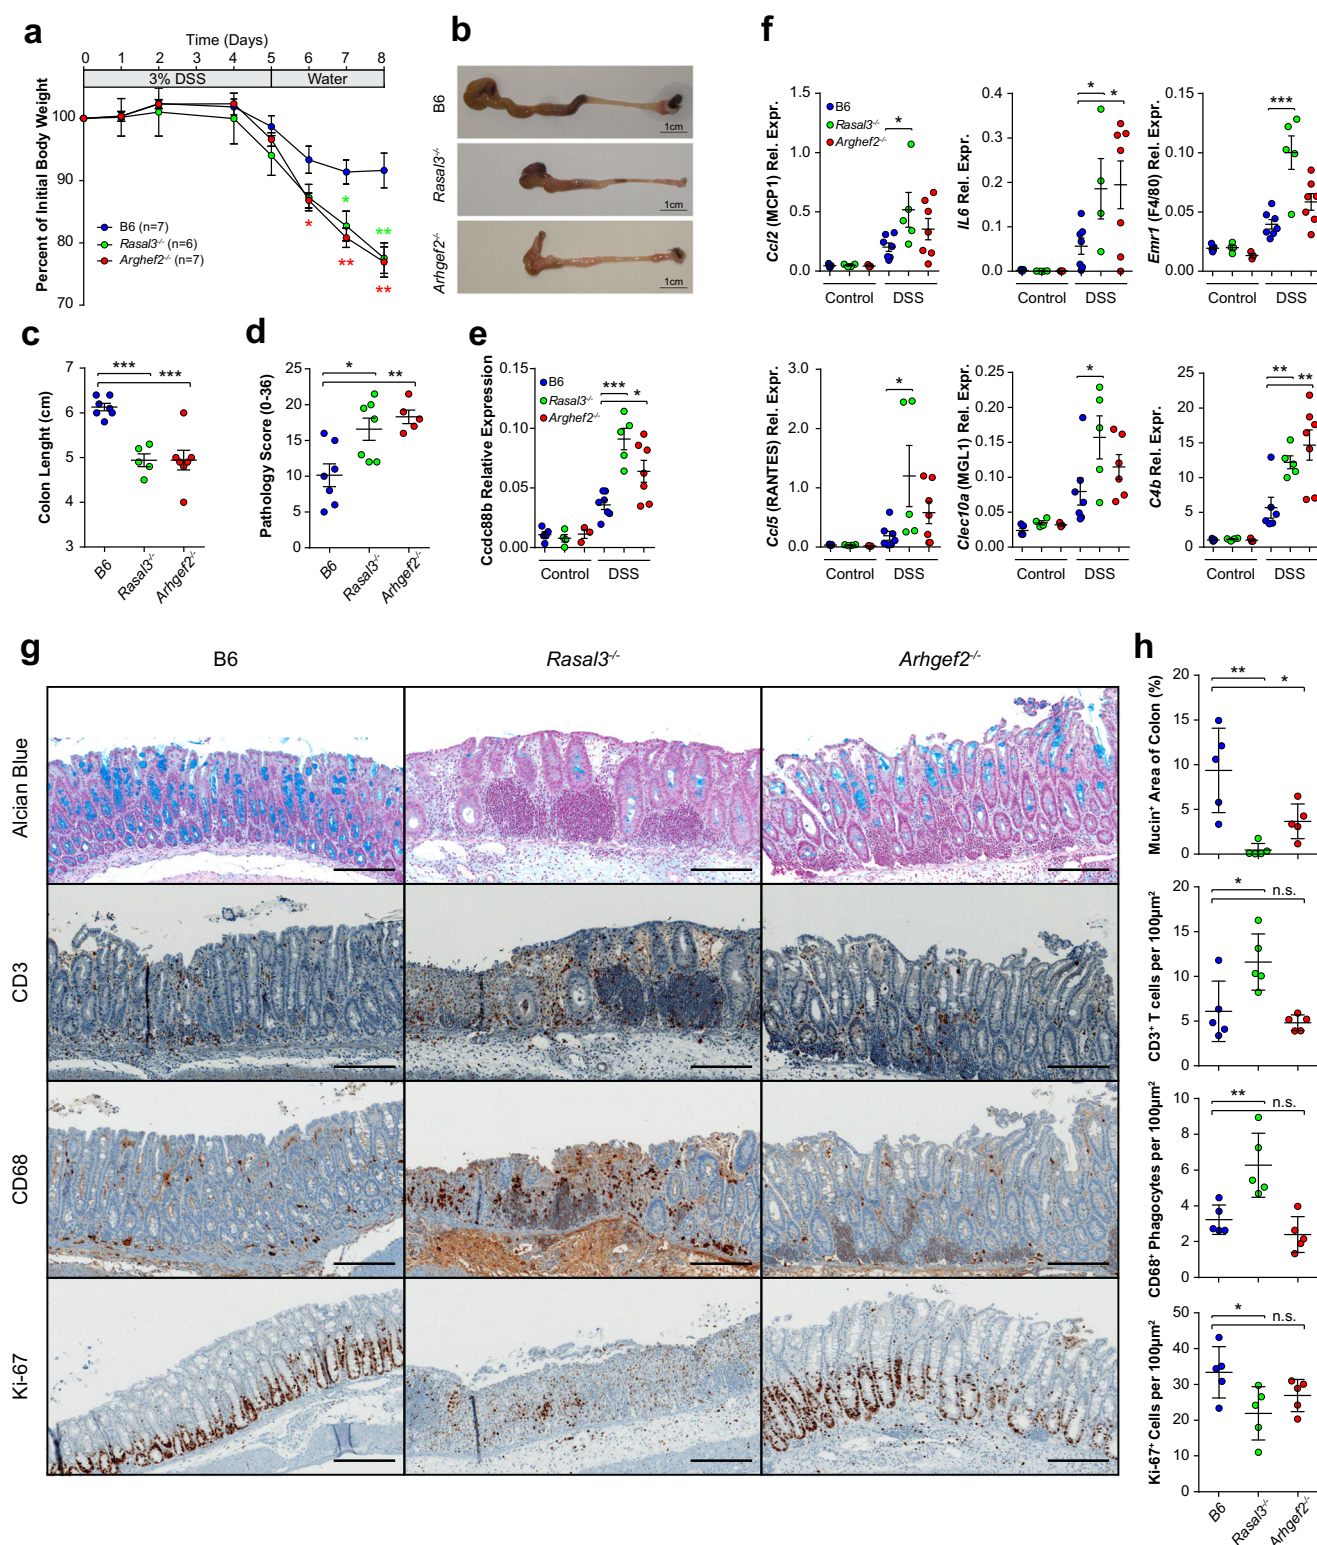 a
Time (Days)
0 1 2 3 4 5 6 7 8
3% DSS
Water
Percent of Initial Body Weight
100
90
80
70
B6 (n=7)
Rasal3-/- (n=6)
Arhgef2-/- (n=7)
*
*
**
**
**
b
B6
1cm
Rasal3-/-
1cm
Arhgef2-/-
1cm
c
Colon Lenght (cm)
7
6
5
4
3
***
***
B6
Rasal3-/-
Arhgef2-/-
d
Pathology Score (0-36)
25
20
15
10
5
0
*
**
B6
Rasal3-/-
Arhgef2-/-
e
Ccdc88b Relative Expression
0.15
0.10
0.05
0.00
B6
Rasal3-/-
Arghef2-/-
***
*
Control
DSS
f
Ccl2 (MCP1) Rel. Expr.
1.5
1.0
0.5
0.0
B6
Rasal3-/-
Arghef2-/-
*
Control
DSS
IL6 Rel. Expr.
0.4
0.3
0.2
0.1
0.0
*
*
Control
DSS
Emr1 (F4/80) Rel. Expr.
0.15
0.10
0.05
0.00
***
Control
DSS
Ccl5 (RANTES) Rel. Expr.
3.0
2.0
1.0
0.0
*
Control
DSS
Clec10a (MGL1) Rel. Expr.
0.25
0.20
0.15
0.10
0.05
0.00
*
Control
DSS
C4b Rel. Expr.
25
20
15
10
5
0
**
**
Control
DSS
g
B6
Rasal3-/-
Arhgef2-/-
Alcian Blue
CD3
CD68
Ki-67
h
Mucin+ Area of Colon (%)
20
15
10
5
0
**
*
CD3+ T cells per 100µm²
20
15
10
5
0
*
n.s.
CD68+ Phagocytes per 100µm²
10
8
6
4
2
0
**
n.s.
Ki-67+ Cells per 100µm²
50
40
30
20
10
0
*
n.s.
B6
Rasal3-/-
Arhgef2-/-